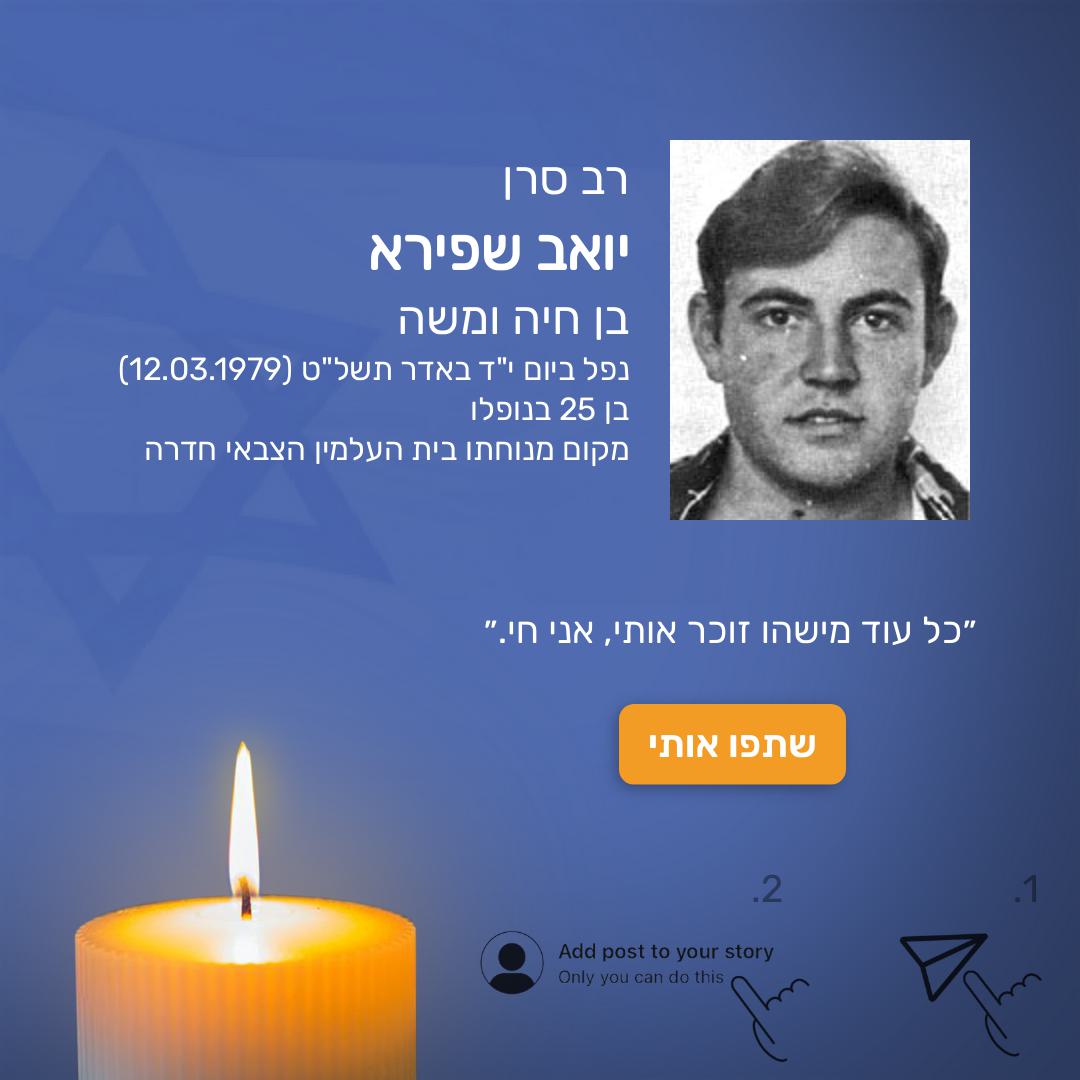 רב סרן
יואב שפירא
בן חיה ומשה
נפל ביום י"ד באדר תשל"ט (12.03.1979)
בן 25 בנופלו
מקום מנוחתו בית העלמין הצבאי חדרה
״כל עוד מישהו זוכר אותי, אני חי.״
שתפו אותי
1.
2.
Add post to your story
Only you can do this